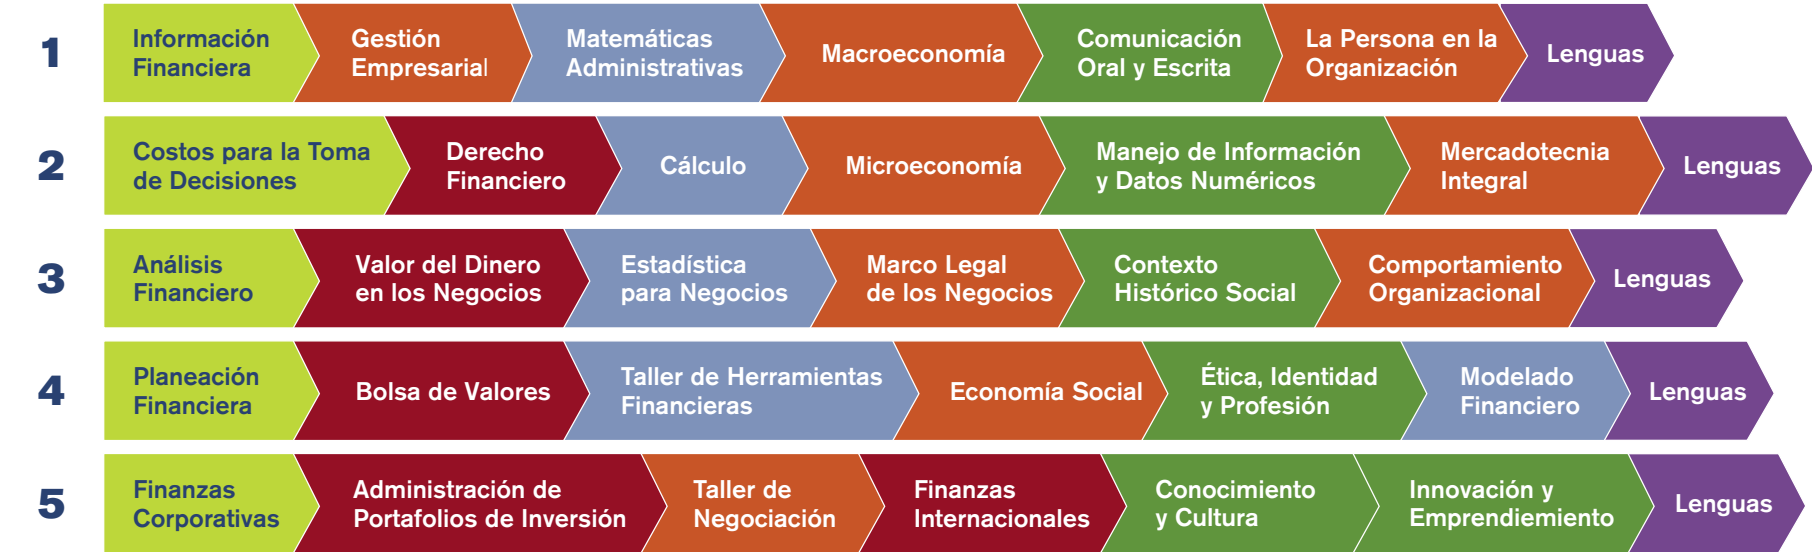 1
Información
Financiera
Gestión
Empresarial
Matemáticas
Administrativas
Macroeconomía
Comunicación
Oral y Escrita
La Persona en la
Organización
Lenguas
2
Costos para la Toma
de Decisiones
Derecho
Financiero
Cálculo
Microeconomía
Manejo de Información
y Datos Numéricos
Mercadotecnia
Integral
Lenguas
3
Análisis
Financiero
Valor del Dinero
en los Negocios
Estadística
para Negocios
Marco Legal
de los Negocios
Contexto
Histórico Social
Comportamiento
Organizacional
Lenguas
4
Planeación
Financiera
Bolsa de Valores
Taller de Herramientas
Financieras
Economía Social
Ética, Identidad
y Profesión
Modelado
Financiero
Lenguas
5
Finanzas
Corporativas
Administración de
Portafolios de Inversión
Taller de
Negociación
Finanzas
Internacionales
Conocimiento
y Cultura
Innovación y
Emprendiemiento
Lenguas